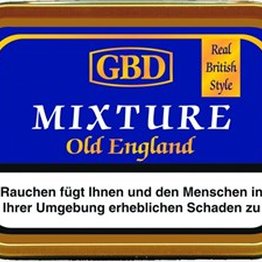 GBD
Real
British
Style
MIXTURE
Old England
Rauchen fügt Ihnen und den Menschen in
Ihrer Umgebung erheblichen Schaden zu